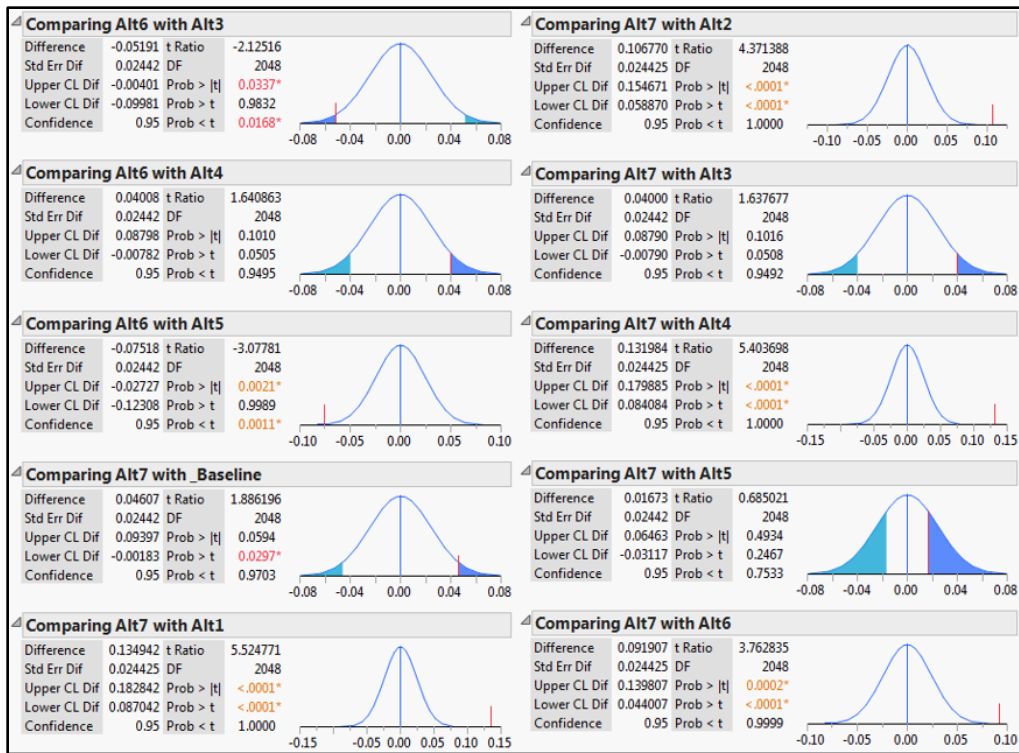 Comparing Alt6 with Alt3
Difference -0.05191 t Ratio -2.12516
Std Err Dif 0.02442 DF 2048
Upper CL Dif -0.00401 Prob > |t| 0.0337*
Lower CL Dif -0.09981 Prob > t 0.9832
Confidence 0.95 Prob < t 0.0168*
-0.08 -0.04 0.00 0.04 0.08
Comparing Alt6 with Alt4
Difference 0.04008 t Ratio 1.640863
Std Err Dif 0.02442 DF 2048
Upper CL Dif 0.08798 Prob > |t| 0.1010
Lower CL Dif -0.00782 Prob > t 0.0505
Confidence 0.95 Prob < t 0.9495
-0.08 -0.04 0.00 0.04 0.08
Comparing Alt6 with Alt5
Difference -0.07518 t Ratio -3.07781
Std Err Dif 0.02442 DF 2048
Upper CL Dif -0.02727 Prob > |t| 0.0021*
Lower CL Dif -0.12308 Prob > t 0.9989
Confidence 0.95 Prob < t 0.0011*
-0.10 -0.05 0.00 0.05 0.10
Comparing Alt7 with _Baseline
Difference 0.04607 t Ratio 1.886196
Std Err Dif 0.02442 DF 2048
Upper CL Dif 0.09397 Prob > |t| 0.0594
Lower CL Dif -0.00183 Prob > t 0.0297*
Confidence 0.95 Prob < t 0.9703
-0.08 -0.04 0.00 0.04 0.08
Comparing Alt7 with Alt1
Difference 0.134942 t Ratio 5.524771
Std Err Dif 0.024425 DF 2048
Upper CL Dif 0.182842 Prob > |t| <.0001*
Lower CL Dif 0.087042 Prob > t <.0001*
Confidence 0.95 Prob < t 1.0000
-0.15 -0.05 0.00 0.05 0.15
Comparing Alt7 with Alt2
Difference 0.106770 t Ratio 4.371388
Std Err Dif 0.024425 DF 2048
Upper CL Dif 0.154671 Prob > |t| <.0001*
Lower CL Dif 0.058870 Prob > t <.0001*
Confidence 0.95 Prob < t 1.0000
-0.10 -0.05 0.00 0.05 0.10
Comparing Alt7 with Alt3
Difference 0.04000 t Ratio 1.637677
Std Err Dif 0.02442 DF 2048
Upper CL Dif 0.08790 Prob > |t| 0.1016
Lower CL Dif -0.00790 Prob > t 0.0508
Confidence 0.95 Prob < t 0.9492
-0.08 -0.04 0.00 0.04 0.08
Comparing Alt7 with Alt4
Difference 0.131984 t Ratio 5.403698
Std Err Dif 0.024425 DF 2048
Upper CL Dif 0.179885 Prob > |t| <.0001*
Lower CL Dif 0.084084 Prob > t <.0001*
Confidence 0.95 Prob < t 1.0000
-0.15 -0.05 0.00 0.05 0.15
Comparing Alt7 with Alt5
Difference 0.01673 t Ratio 0.685021
Std Err Dif 0.02442 DF 2048
Upper CL Dif 0.06463 Prob > |t| 0.4934
Lower CL Dif -0.03117 Prob > t 0.2467
Confidence 0.95 Prob < t 0.7533
-0.08 -0.04 0.00 0.04 0.08
Comparing Alt7 with Alt6
Difference 0.091907 t Ratio 3.762835
Std Err Dif 0.024425 DF 2048
Upper CL Dif 0.139807 Prob > |t| 0.0002*
Lower CL Dif 0.044007 Prob > t <.0001*
Confidence 0.95 Prob < t 0.9999
-0.10 -0.05 0.00 0.05 0.10